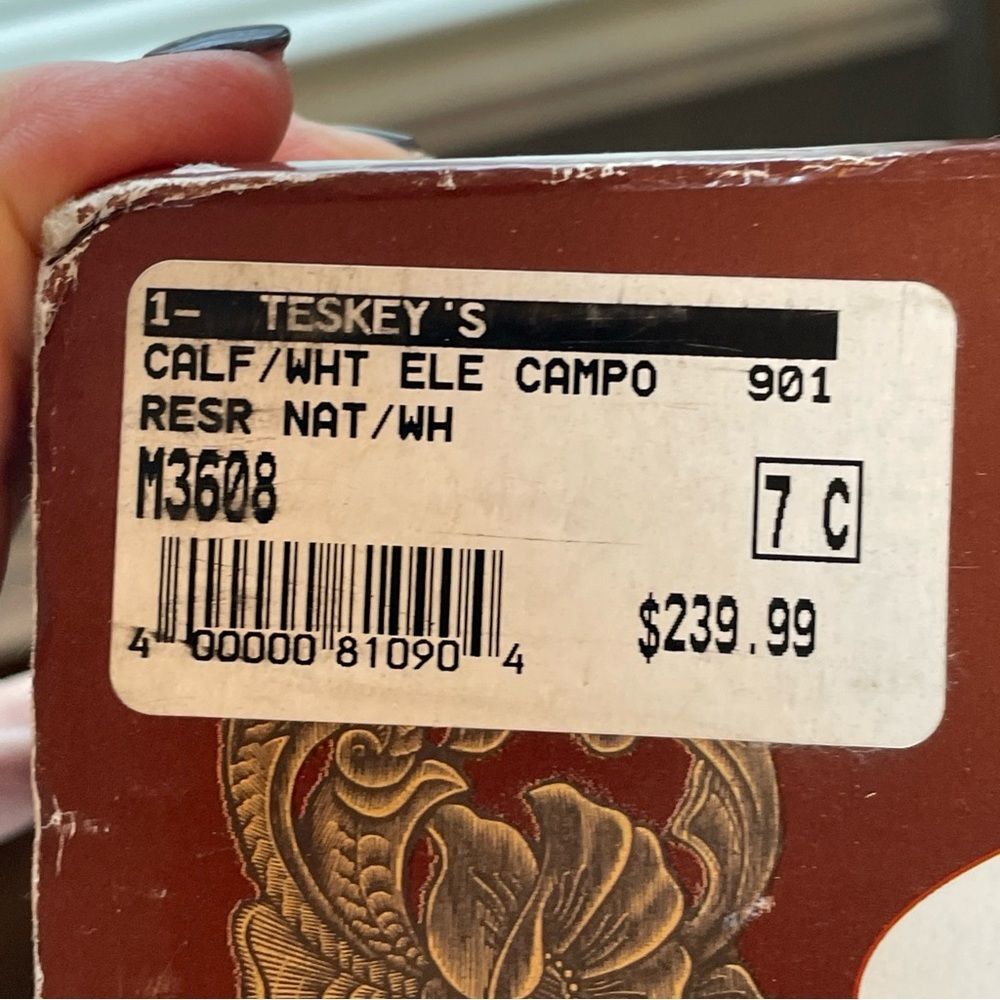 1- TESKEY'S
CALF/WHT ELE CAMPO 901
RESR NAT/WH
M3608
7 C
4 00000 81090 4
$239.99